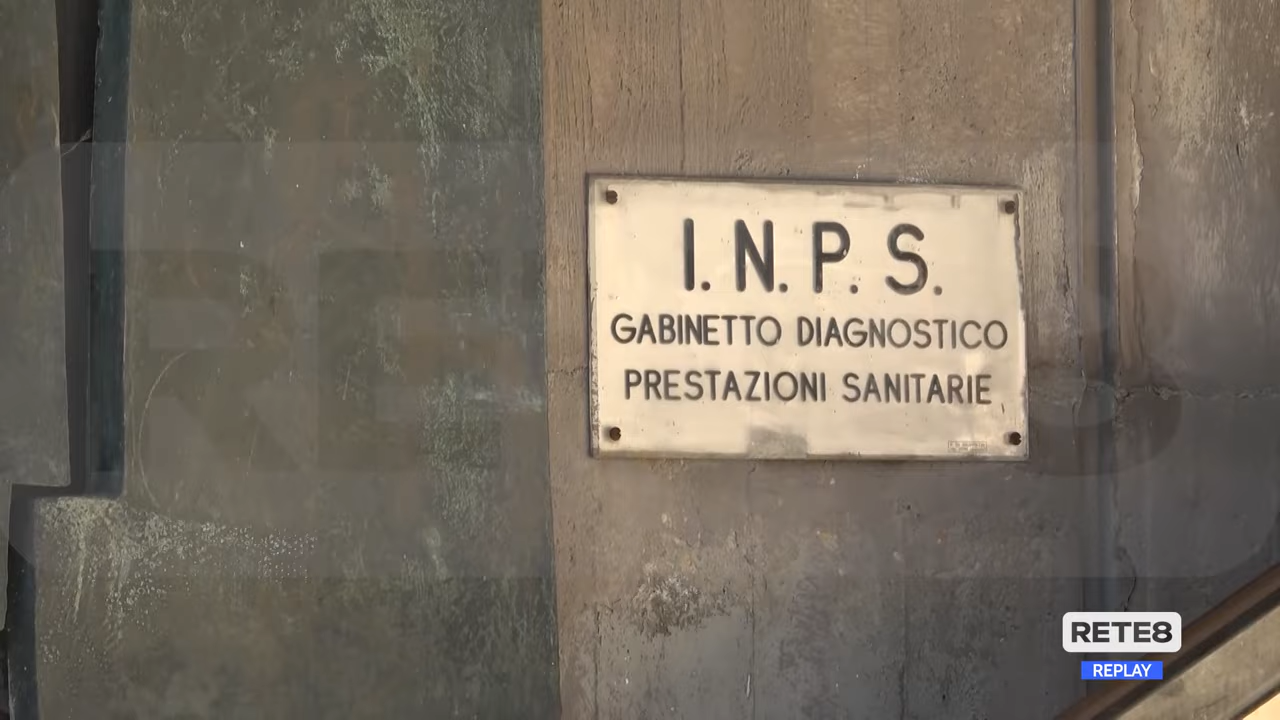 I. N. P. S.
GABINETTO DIAGNOSTICO
PRESTAZIONI SANITARIE
RETE8
REPLAY